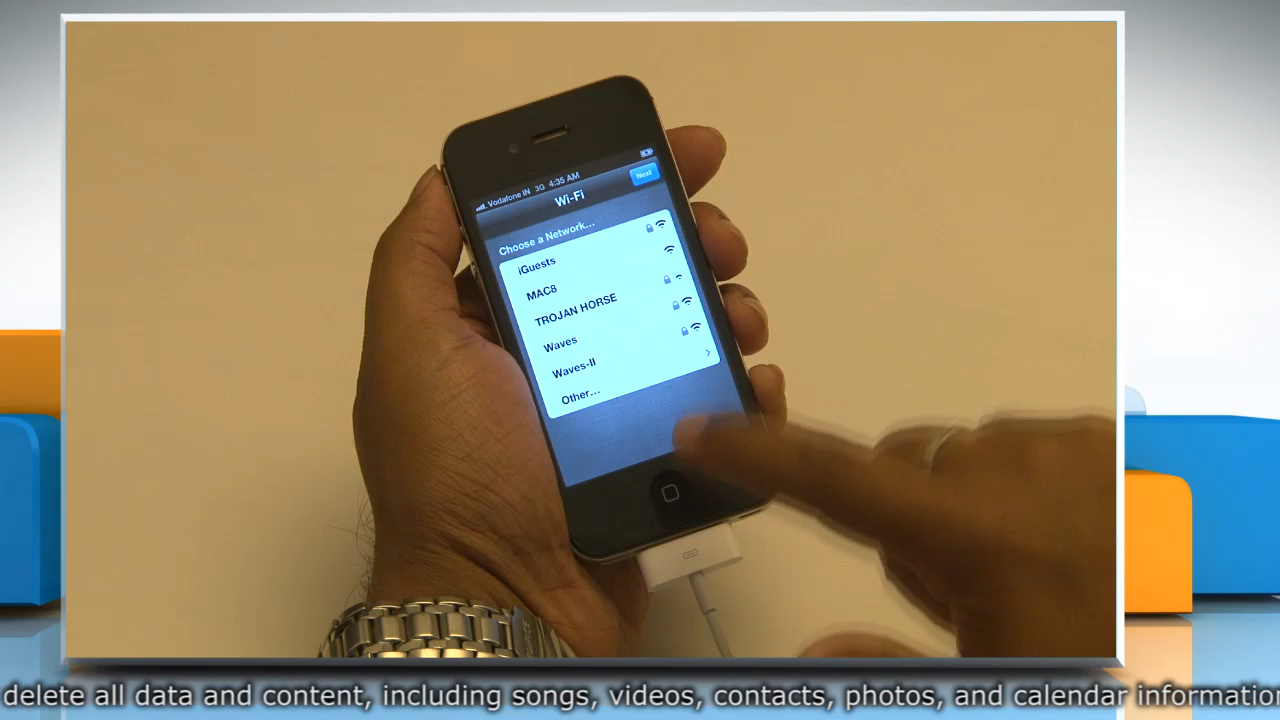 Vodafone IN 3G 4:35 AM
Wi-Fi
Next
Choose a Network...
iGuests
MAC8
TROJAN HORSE
Waves
Waves-II
Other...
delete all data and content, including songs, videos, contacts, photos, and calendar information